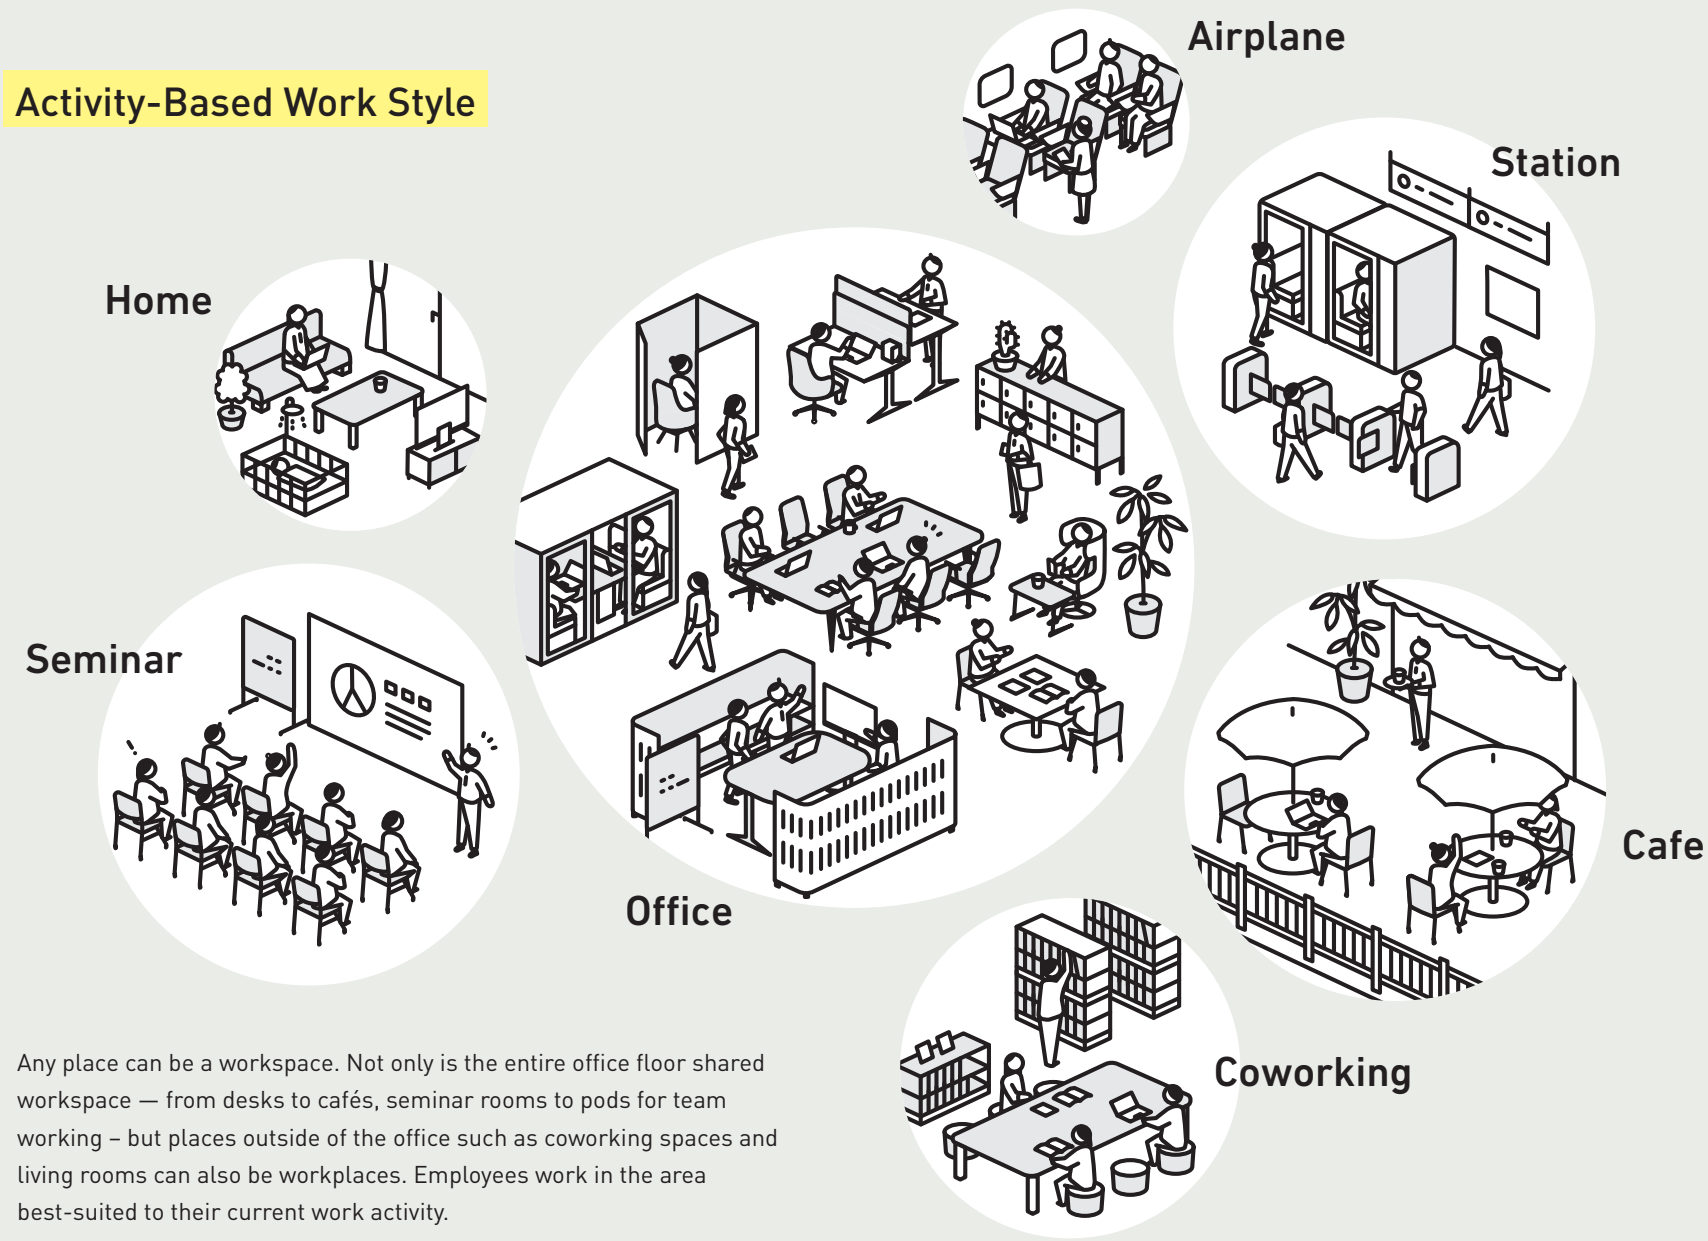 Activity-Based Work Style
Airplane
Station
Home
Seminar
Office
Cafe
Coworking
Any place can be a workspace. Not only is the entire office floor shared
workspace — from desks to cafés, seminar rooms to pods for team
working – but places outside of the office such as coworking spaces and
living rooms can also be workplaces. Employees work in the area
best-suited to their current work activity.